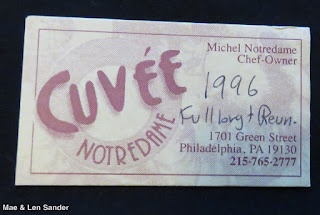 CUVÉE
NOTREDAME
Michel Notredame
Chef-Owner
1996
Reun.
1701 Green Street
Philadelphia, PA 19130
215-765-2777
Mae & Len Sander